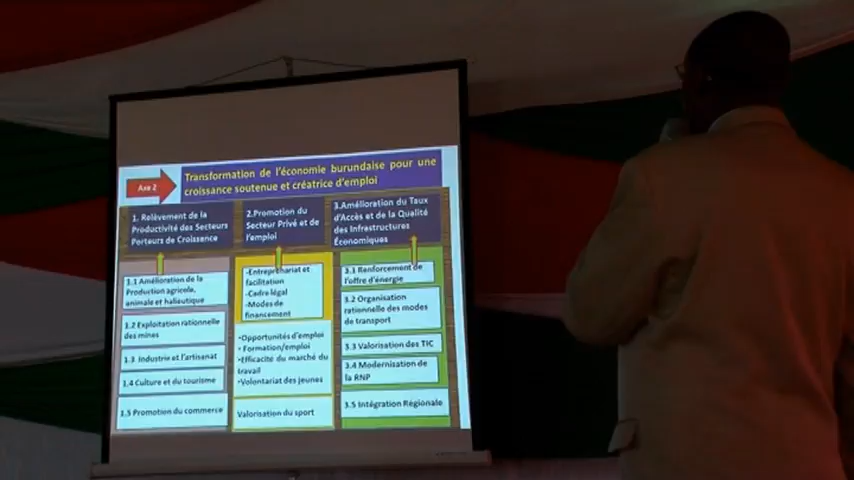 Axe 2
Transformation de l'économie burundaise pour une
croissance soutenue et créatrice d'emploi
1. Relèvement de la
Productivité des Secteurs
Porteurs de Croissance
2.Promotion du
Secteur Privé et de
l'emploi
3.Amélioration du Taux
d'Accès et de la Qualité
des Infrastructures
Économiques
1.1 Amélioration de la
Production agricole,
animale et halieutique
1.2 Exploitation rationnelle
des mines
1.3 Industrie et l'artisanat
1.4 Culture et du tourisme
1.5 Promotion du commerce
-Entreprenariat et
facilitation
-Cadre légal
-Modes de
financement
•Opportunités d'emploi
• Formation/emploi
•Efficacité du marché du
travail
•Volontariat des jeunes
Valorisation du sport
3.1 Renforcement de
l'offre d'énergie
3.2 Organisation
rationnelle des modes
de transport
3.3 Valorisation des TIC
3.4 Modernisation de
la RNP
3.5 Intégration Régionale